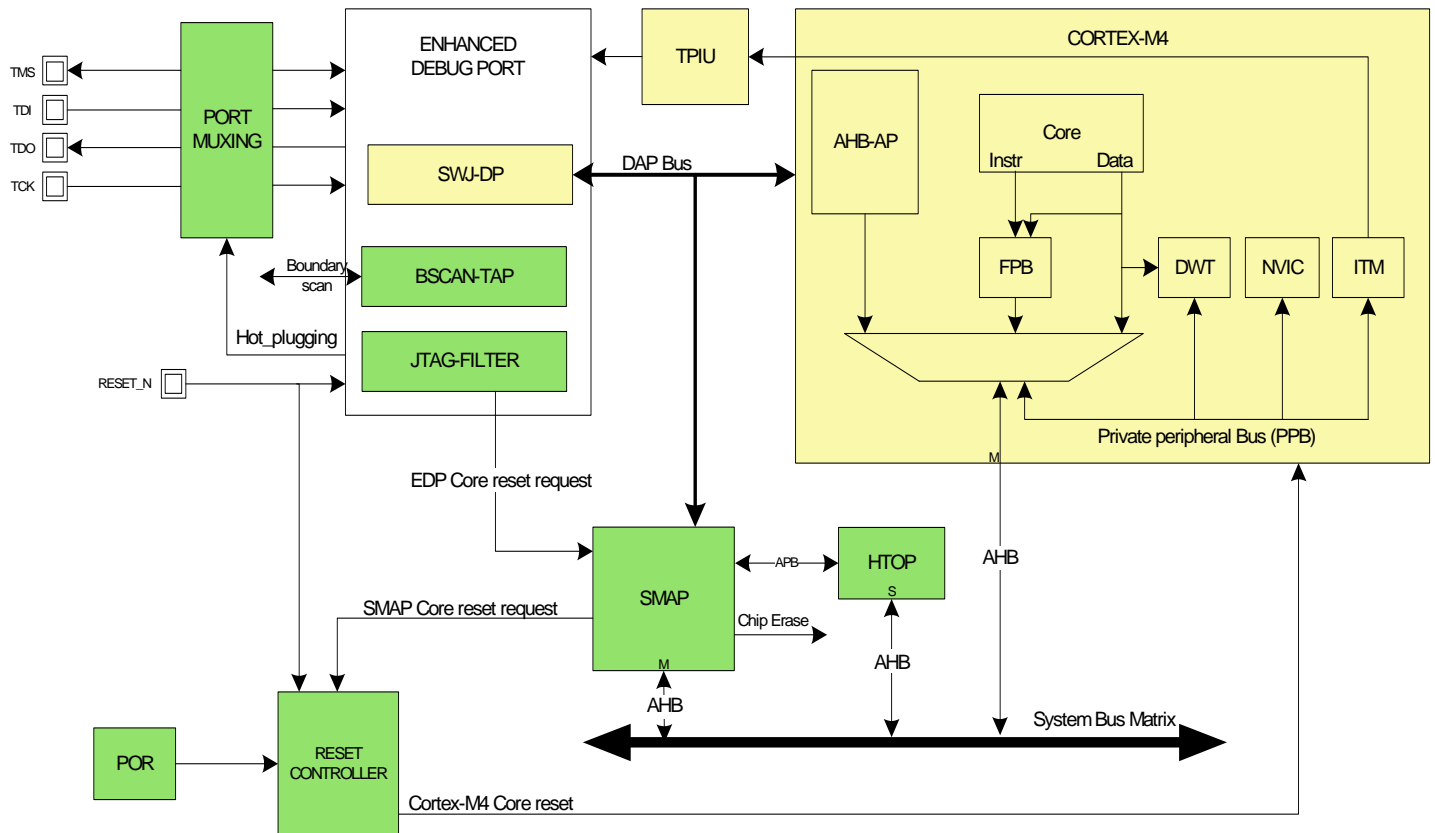 ENHANCED
DEBUG PORT
TPIU
CORTEX-M4
TMS
TDI
TDO
TCK
PORT
MUXING
AHB-AP
Core
Instr
Data
SWJ-DP
DAP Bus
Boundary
scan
BSCAN-TAP
FPB
DWT
NVIC
ITM
Hot_plugging
JTAG-FILTER
RESET_N
Private peripheral Bus (PPB)
M
EDP Core reset request
SMAP
APB
HTOP
S
AHB
SMAP Core reset request
Chip Erase
M
AHB
AHB
System Bus Matrix
POR
RESET
CONTROLLER
Cortex-M4 Core reset